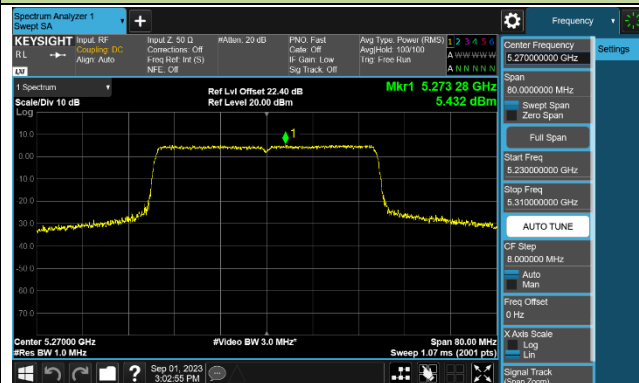 Spectrum Analyzer 1
Swept SA
Frequency
KEYSIGHT
RL
LXI
Input: RF
Coupling: DC
Align: Auto
Input Z: 50 Ω
Corrections: Off
Freq Ref: Int (S)
NFE: Off
#Atten: 20 dB
PNO: Fast
Gate: Off
IF Gain: Low
Sig Track: Off
Avg Type: Power (RMS)
Avg|Hold: 100/100
Trig: Free Run
1 2 3 4 5 6
A W W W W W
A N N N N N
1 Spectrum
Scale/Div 10 dB
Log
Ref Lvl Offset 22.40 dB
Ref Level 20.00 dBm
Mkr1 5.273 28 GHz
5.432 dBm
1
10.0
0.00
-10.0
-20.0
-30.0
-40.0
-50.0
-60.0
-70.0
Center 5.27000 GHz
#Res BW 1.0 MHz
#Video BW 3.0 MHz*
Span 80.00 MHz
Sweep 1.07 ms (2001 pts)
Center Frequency
5.270000000 GHz
Settings
Span
80.0000000 MHz
Swept Span
Zero Span
Full Span
Start Freq
5.230000000 GHz
Stop Freq
5.310000000 GHz
AUTO TUNE
CF Step
8.000000 MHz
Auto
Man
Freq Offset
0 Hz
X Axis Scale
Log
Lin
Signal Track
(Span Zoom)
?
Sep 01, 2023
3:02:55 PM